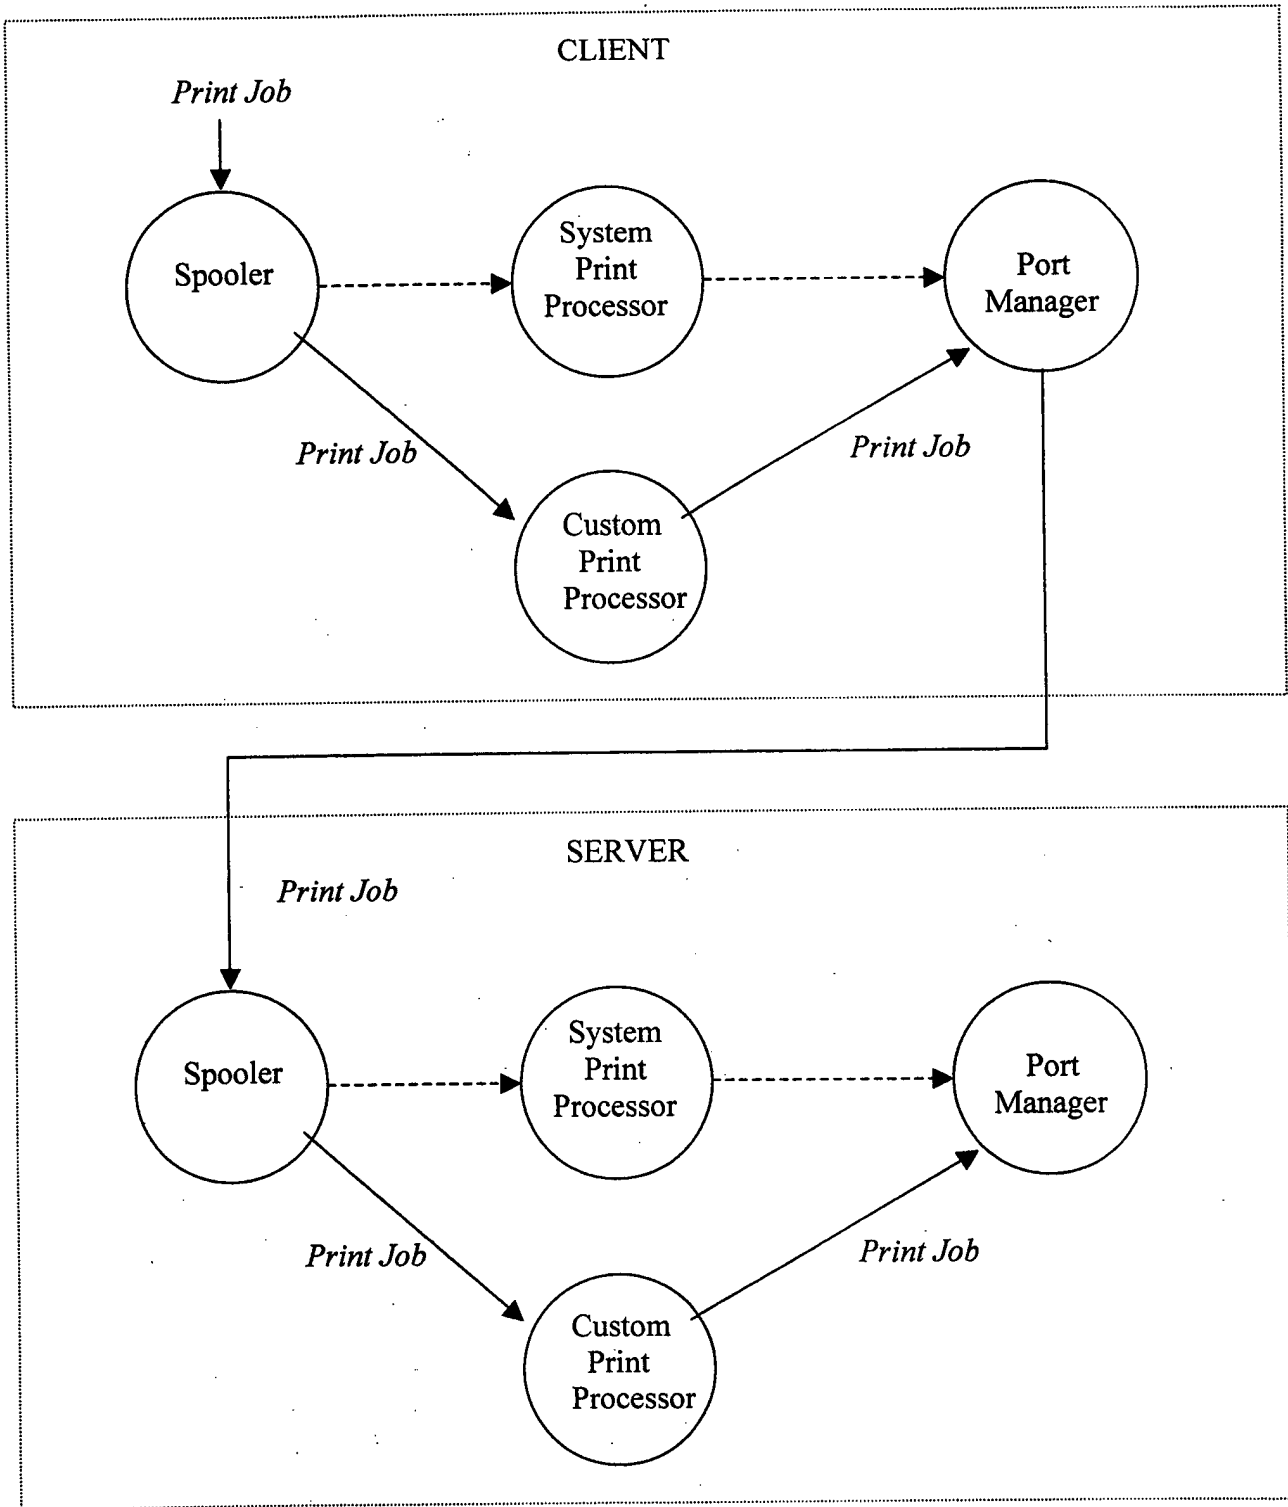 CLIENT
Print Job
Spooler
System
Print
Processor
Port
Manager
Print Job
Print Job
Custom
Print
Processor
SERVER
Print Job
Spooler
System
Print
Processor
Port
Manager
Print Job
Print Job
Custom
Print
Processor